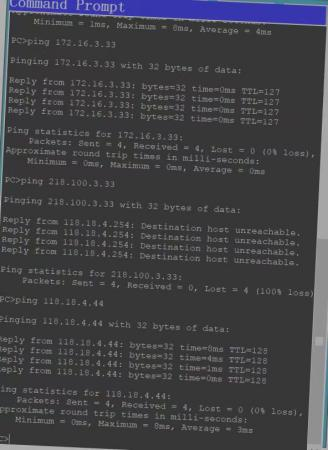 Command Prompt
Minimum = 1ms, Maximum = 8ms, Average = 4ms
PC>ping 172.16.3.33
Pinging 172.16.3.33 with 32 bytes of data:
Reply from 172.16.3.33: bytes=32 time=0ms TTL=127
Reply from 172.16.3.33: bytes=32 time=0ms TTL=127
Reply from 172.16.3.33: bytes=32 time=0ms TTL=127
Reply from 172.16.3.33: bytes=32 time=0ms TTL=127
Ping statistics for 172.16.3.33:
Packets: Sent = 4, Received = 4, Lost = 0 (0% loss),
Approximate round trip times in milli-seconds:
Minimum = 0ms, Maximum = 0ms, Average = 0ms
PC>ping 218.100.3.33
Pinging 218.100.3.33 with 32 bytes of data:
Reply from 118.18.4.254: Destination host unreachable.
Reply from 118.18.4.254: Destination host unreachable.
Reply from 118.18.4.254: Destination host unreachable.
Reply from 118.18.4.254: Destination host unreachable.
Ping statistics for 218.100.3.33:
Packets: Sent = 4, Received = 0, Lost = 4 (100% loss)
PC>ping 118.18.4.44
Pinging 118.18.4.44 with 32 bytes of data:
Reply from 118.18.4.44: bytes=32 time=8ms TTL=128
Reply from 118.18.4.44: bytes=32 time=4ms TTL=128
Reply from 118.18.4.44: bytes=32 time=1ms TTL=128
Reply from 118.18.4.44: bytes=32 time=0ms TTL=128
ing statistics for 118.18.4.44:
Packets: Sent = 4, Received = 4, Lost = 0 (0% loss),
pproximate round trip times in milli-seconds:
Minimum = 0ms, Maximum = 8ms, Average = 3ms
C>